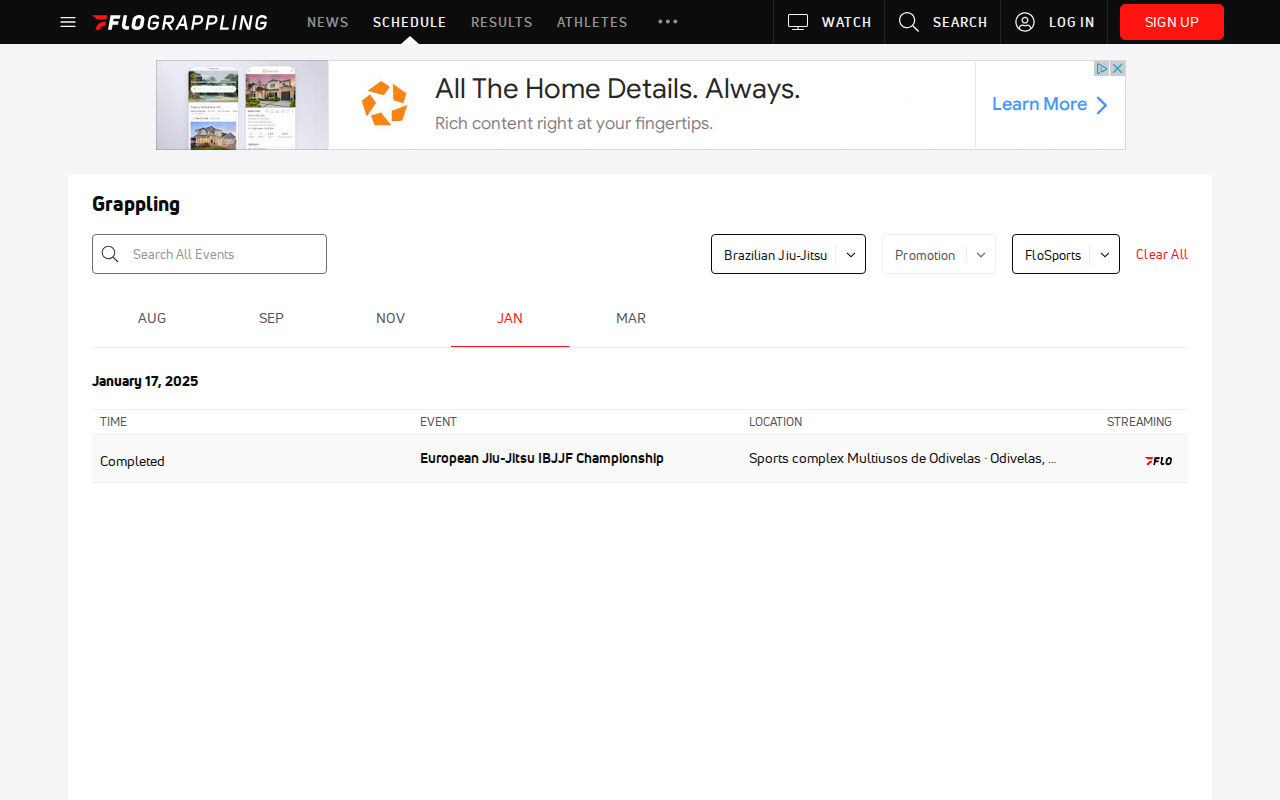 FLOGRAPPLING NEWS SCHEDULE RESULTS ATHLETES WATCH SEARCH LOG IN SIGN UP
All The Home Details. Always.
Rich content right at your fingertips.
Learn More
Grappling
Search All Events Brazilian Jiu-Jitsu Promotion FloSports Clear All
AUG SEP NOV JAN MAR
January 17, 2025
TIME EVENT LOCATION STREAMING
Completed European Jiu-Jitsu IBJJF Championship Sports complex Multiusos de Odivelas · Odivelas, ... FLO